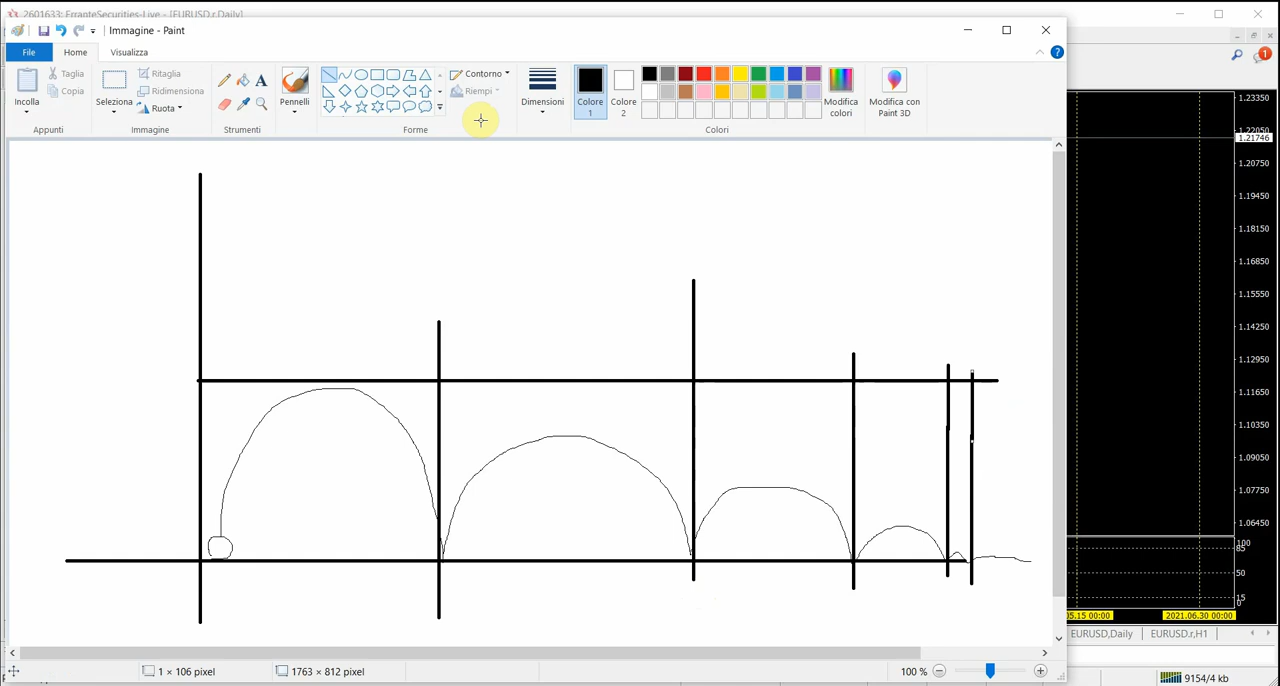 2601633: ErranteSecurities-Live - [EURUSD.r,Daily]
Immagine - Paint
File Home Visualizza
Incolla
Taglia
Copia
Appunti
Seleziona
Ritaglia
Ridimensiona
Ruota
Immagine
Strumenti
Pennelli
Contorno
Riempi
Forme
Dimensioni
Colore 1
Colore 2
Modifica colori
Modifica con Paint 3D
Colori
1
1.23350
1.22050
1.21746
1.20750
1.19450
1.18150
1.16850
1.15550
1.14250
1.12950
1.11650
1.10350
1.09050
1.07750
1.06450
100
85
50
15
0
05.15 00:00 2021.06.30 00:00
EURUSD,Daily EURUSD.r,H1
1 × 106 pixel 1763 × 812 pixel 100 %
9154/4 kb